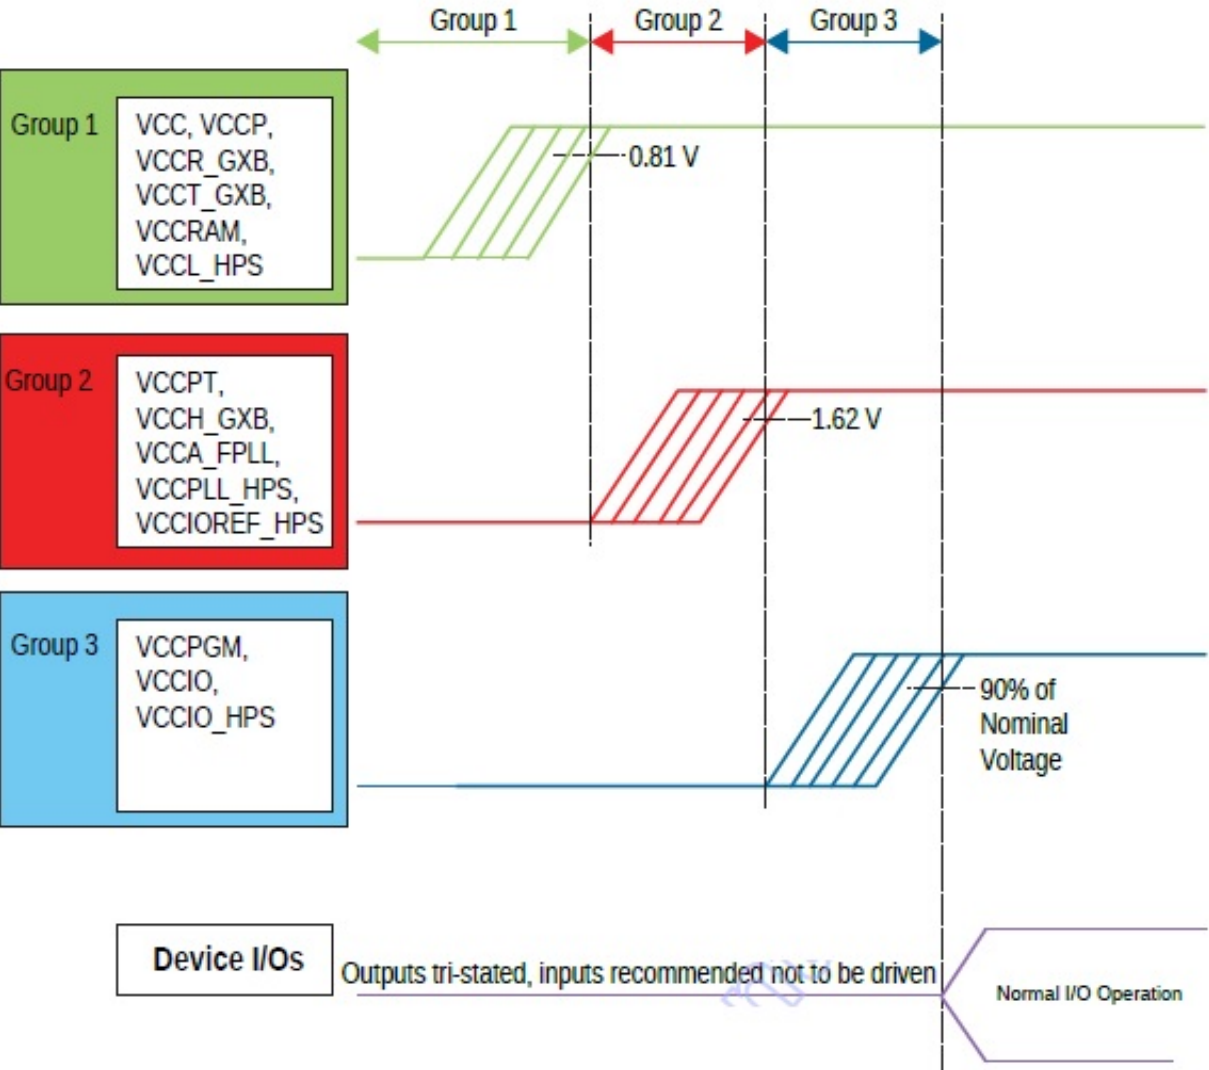 Group 1
Group 2
Group 3
Group 1
VCC, VCCP,
VCCR_GXB,
VCCT_GXB,
VCCRAM,
VCCL_HPS
0.81 V
Group 2
VCCPT,
VCCH_GXB,
VCCA_FPLL,
VCCPLL_HPS,
VCCIOREF_HPS
1.62 V
Group 3
VCCPGM,
VCCIO,
VCCIO_HPS
90% of
Nominal
Voltage
Device I/Os
Outputs tri-stated, inputs recommended not to be driven
Normal I/O Operation